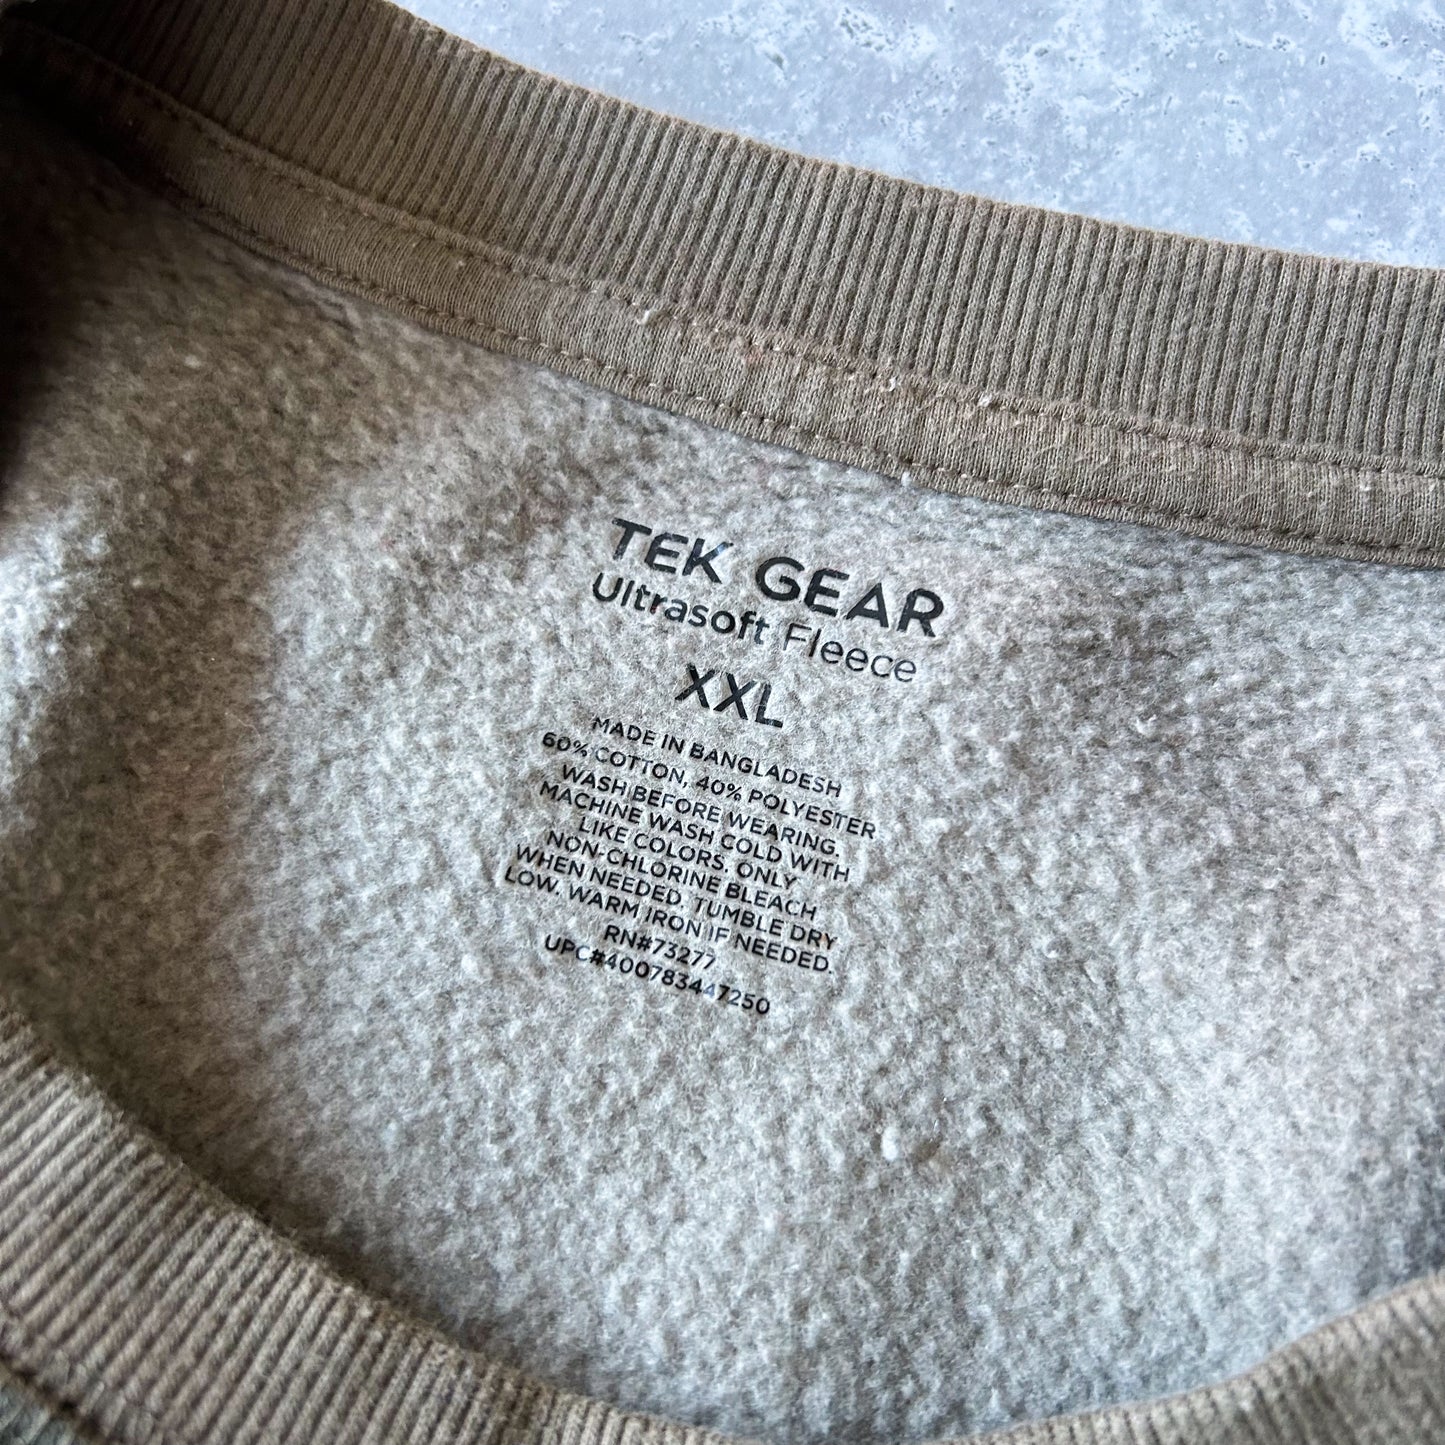 TEK GEAR
Ultrasoft Fleece
XXL
MADE IN BANGLADESH
60% COTTON, 40% POLYESTER
WASH BEFORE WEARING.
MACHINE WASH COLD WITH
LIKE COLORS. ONLY
NON-CHLORINE BLEACH
WHEN NEEDED. TUMBLE DRY
LOW. WARM IRON IF NEEDED.
RN#73277
UPC#400783447250